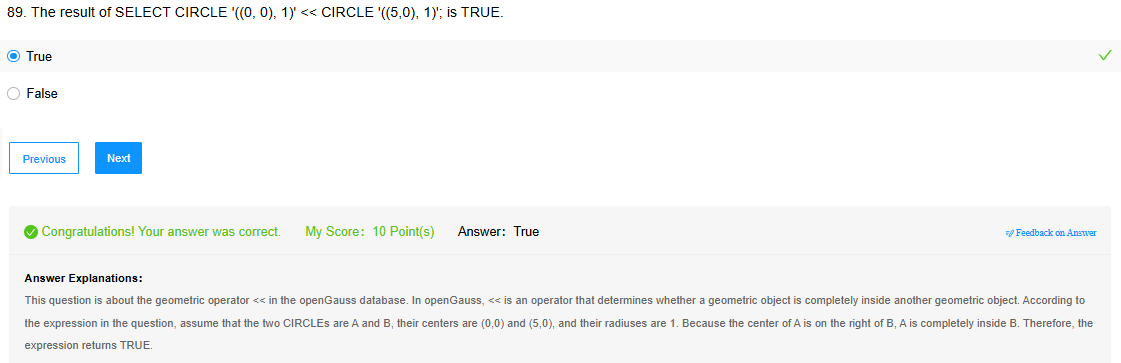 89. The result of SELECT CIRCLE '((0, 0), 1)' << CIRCLE '((5,0), 1)'; is TRUE.
True
False
Previous
Next
Congratulations! Your answer was correct. My Score: 10 Point(s) Answer: True
Feedback on Answer
Answer Explanations:
This question is about the geometric operator << in the openGauss database. In openGauss, << is an operator that determines whether a geometric object is completely inside another geometric object. According to
the expression in the question, assume that the two CIRCLEs are A and B, their centers are (0,0) and (5,0), and their radiuses are 1. Because the center of A is on the right of B, A is completely inside B. Therefore, the
expression returns TRUE.